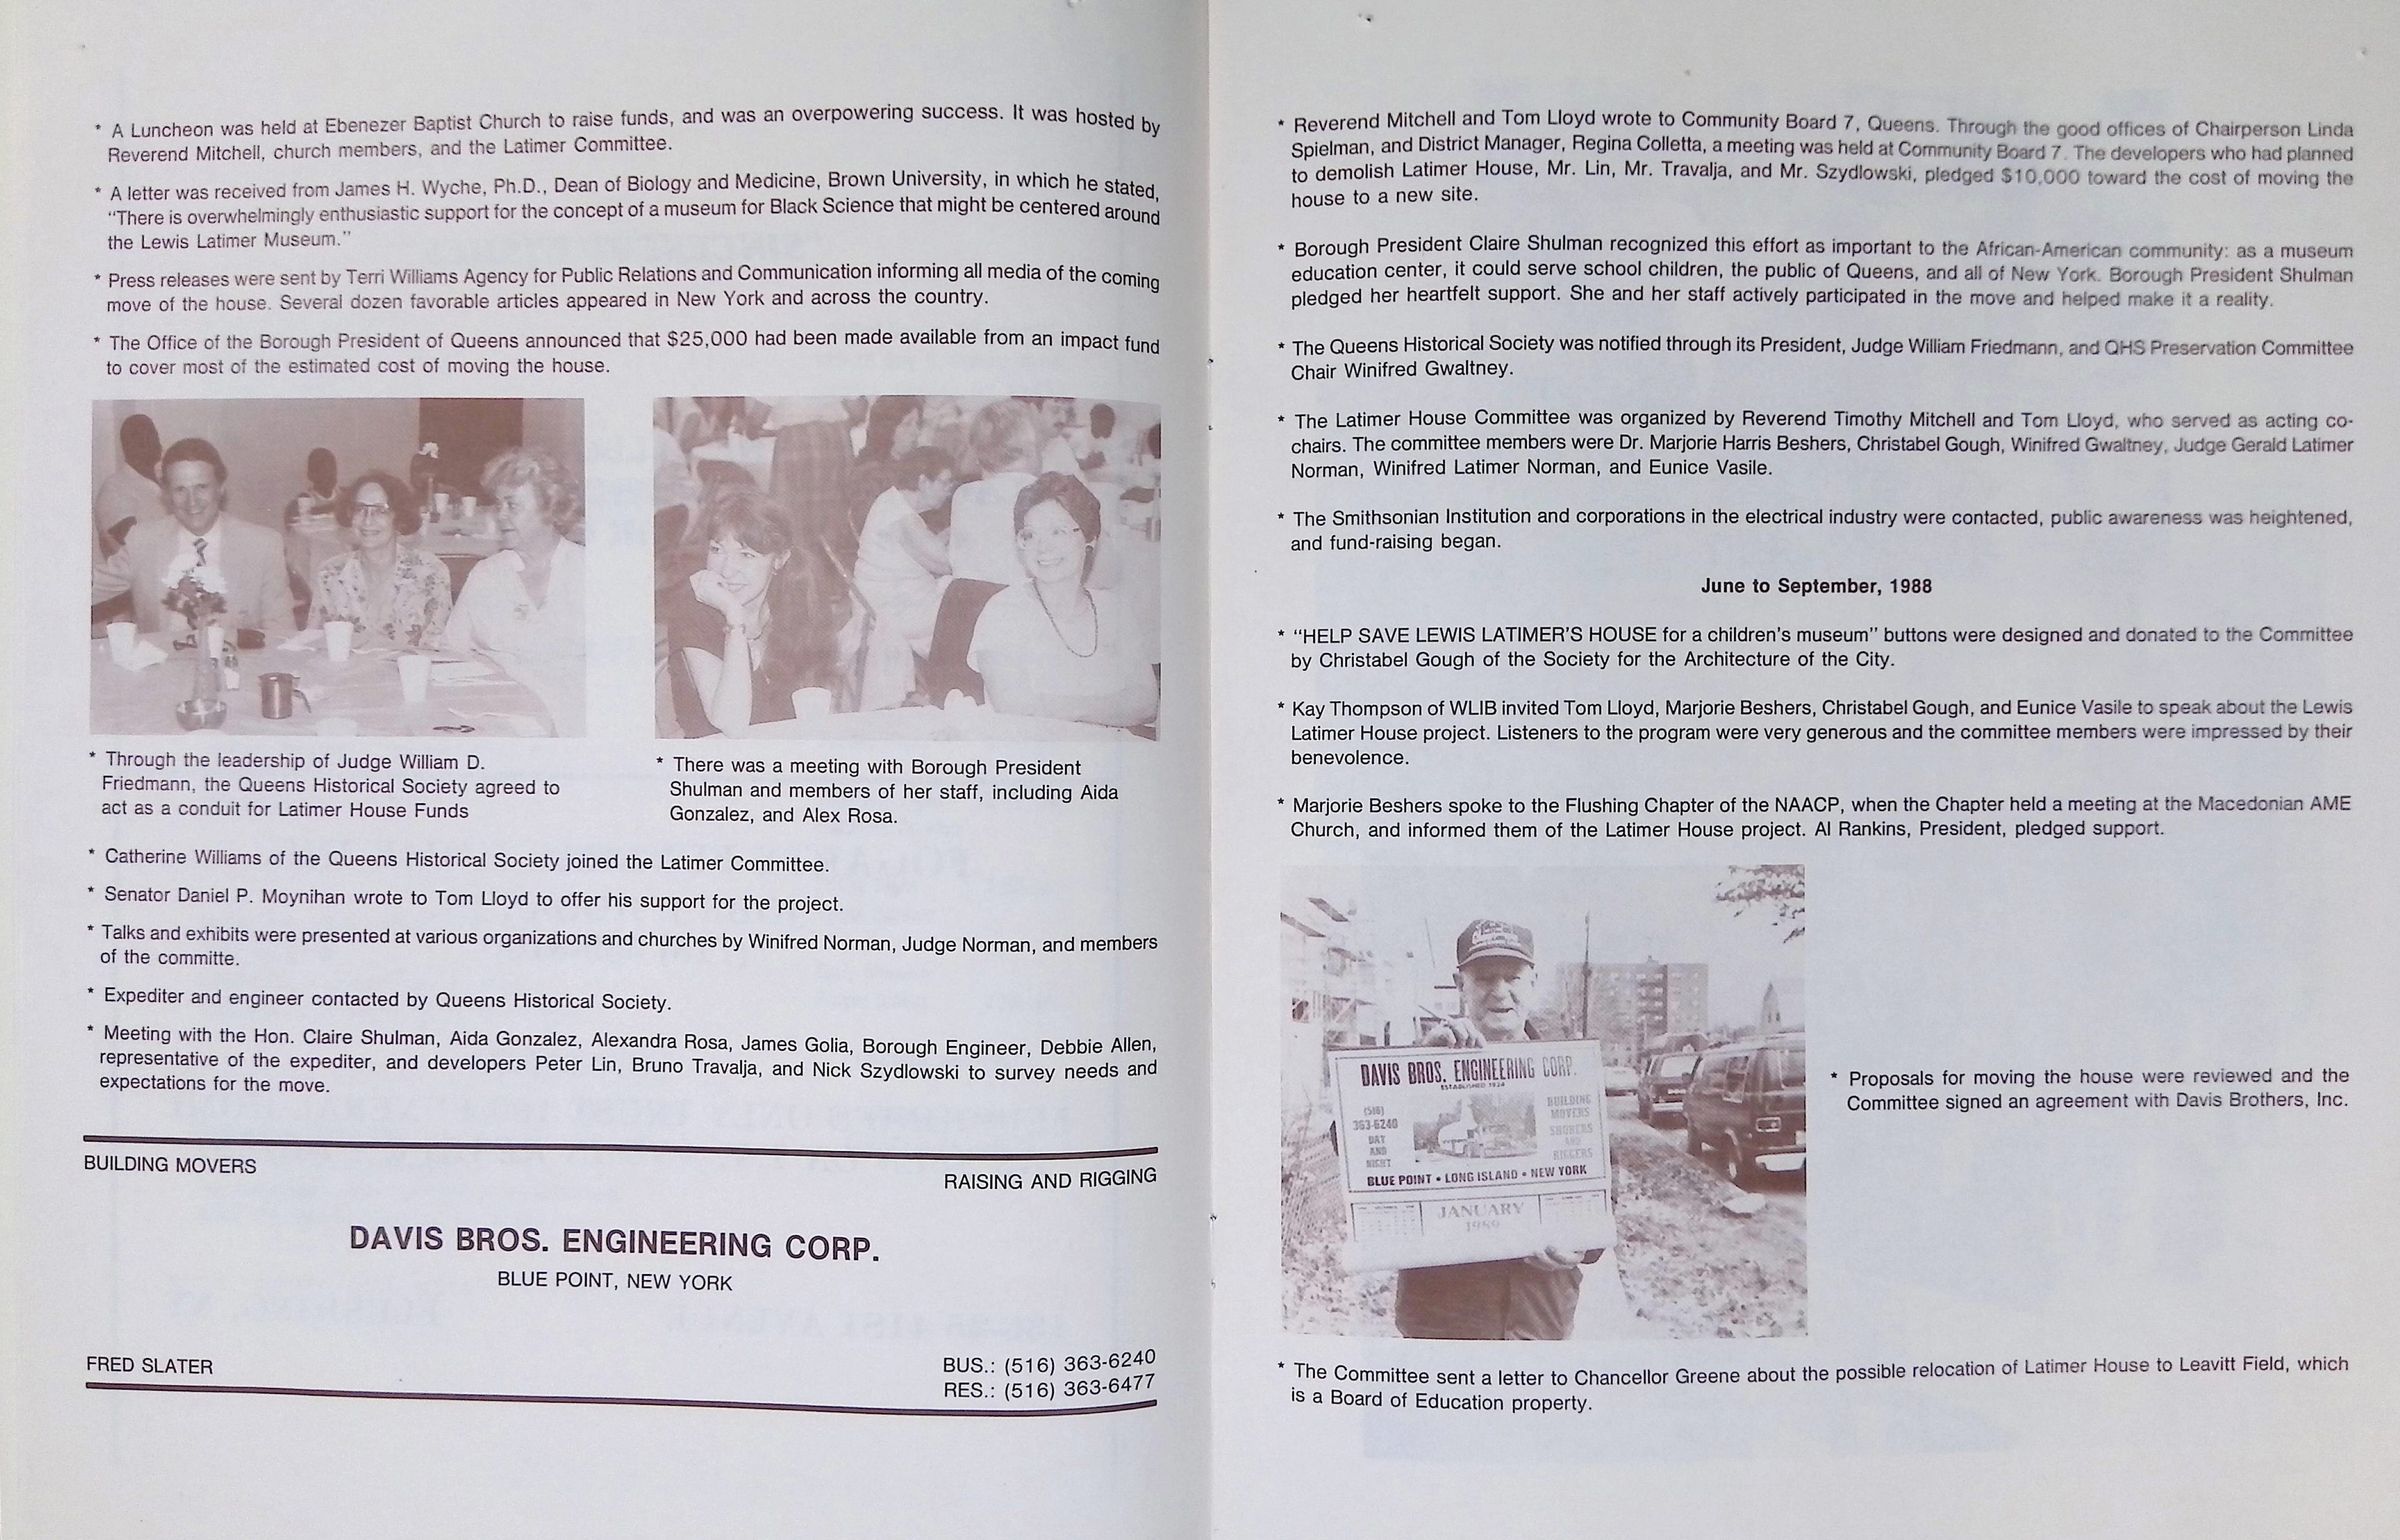 * A Luncheon was held at Ebenezer Baptist Church to raise funds, and was an overpowering success. It was hosted by
Reverend Mitchell, church members, and the Latimer Committee.
* A letter was received from James H. Wyche, Ph.D., Dean of Biology and Medicine, Brown University, in which he stated,
"There is overwhelmingly enthusiastic support for the concept of a museum for Black Science that might be centered around
the Lewis Latimer Museum."
* Press releases were sent by Terri Williams Agency for Public Relations and Communication informing all media of the coming
move of the house. Several dozen favorable articles appeared in New York and across the country.
* The Office of the Borough President of Queens announced that $25,000 had been made available from an impact fund
to cover most of the estimated cost of moving the house.
* Through the leadership of Judge William D.
Friedmann, the Queens Historical Society agreed to
act as a conduit for Latimer House Funds
* There was a meeting with Borough President
Shulman and members of her staff, including Aida
Gonzalez, and Alex Rosa.
* Catherine Williams of the Queens Historical Society joined the Latimer Committee.
* Senator Daniel P. Moynihan wrote to Tom Lloyd to offer his support for the project.
* Talks and exhibits were presented at various organizations and churches by Winifred Norman, Judge Norman, and members
of the committe.
* Expediter and engineer contacted by Queens Historical Society.
* Meeting with the Hon. Claire Shulman, Aida Gonzalez, Alexandra Rosa, James Golia, Borough Engineer, Debbie Allen,
representative of the expediter, and developers Peter Lin, Bruno Travalja, and Nick Szydlowski to survey needs and
expectations for the move.
BUILDING MOVERS
RAISING AND RIGGING
DAVIS BROS. ENGINEERING CORP.
BLUE POINT, NEW YORK
FRED SLATER
BUS.: (516) 363-6240
RES.: (516) 363-6477
* Reverend Mitchell and Tom Lloyd wrote to Community Board 7, Queens. Through the good offices of Chairperson Linda
Spielman, and District Manager, Regina Colletta, a meeting was held at Community Board 7. The developers who had planned
to demolish Latimer House, Mr. Lin, Mr. Travalja, and Mr. Szydlowski, pledged $10,000 toward the cost of moving the
house to a new site.
* Borough President Claire Shulman recognized this effort as important to the African-American community: as a museum
education center, it could serve school children, the public of Queens, and all of New York. Borough President Shulman
pledged her heartfelt support. She and her staff actively participated in the move and helped make it a reality.
* The Queens Historical Society was notified through its President, Judge William Friedmann, and QHS Preservation Committee
Chair Winifred Gwaltney.
* The Latimer House Committee was organized by Reverend Timothy Mitchell and Tom Lloyd, who served as acting co-
chairs. The committee members were Dr. Marjorie Harris Beshers, Christabel Gough, Winifred Gwaltney, Judge Gerald Latimer
Norman, Winifred Latimer Norman, and Eunice Vasile.
* The Smithsonian Institution and corporations in the electrical industry were contacted, public awareness was heightened,
and fund-raising began.
June to September, 1988
* "HELP SAVE LEWIS LATIMER'S HOUSE for a children's museum" buttons were designed and donated to the Committee
by Christabel Gough of the Society for the Architecture of the City.
* Kay Thompson of WLIB invited Tom Lloyd, Marjorie Beshers, Christabel Gough, and Eunice Vasile to speak about the Lewis
Latimer House project. Listeners to the program were very generous and the committee members were impressed by their
benevolence.
* Marjorie Beshers spoke to the Flushing Chapter of the NAACP, when the Chapter held a meeting at the Macedonian AME
Church, and informed them of the Latimer House project. Al Rankins, President, pledged support.
DAVIS BROS. ENGINEERING CORP.
ESTABLISHED 1924
(516)
363-6240
DAY
AND
NIGHT
BUILDING
MOVERS
SHORERS
AND
RIGGERS
BLUE POINT • LONG ISLAND • NEW YORK
JANUARY
1989
* Proposals for moving the house were reviewed and the
Committee signed an agreement with Davis Brothers, Inc.
* The Committee sent a letter to Chancellor Greene about the possible relocation of Latimer House to Leavitt Field, which
is a Board of Education property.